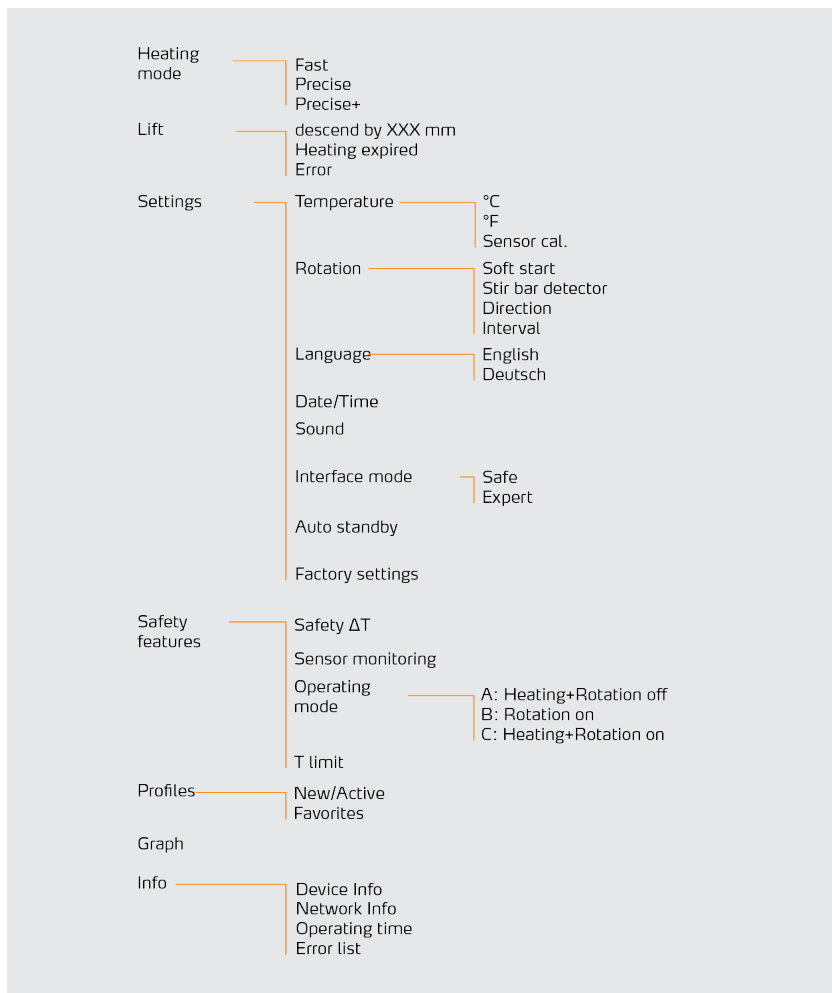 Heating
mode
Fast
Precise
Precise+
Lift
descend by XXX mm
Heating expired
Error
Settings
Temperature
°C
°F
Sensor cal.
Rotation
Soft start
Stir bar detector
Direction
Interval
Language
English
Deutsch
Date/Time
Sound
Interface mode
Safe
Expert
Auto standby
Factory settings
Safety
features
Safety ΔT
Sensor monitoring
Operating
mode
A: Heating+Rotation off
B: Rotation on
C: Heating+Rotation on
T limit
Profiles
New/Active
Favorites
Graph
Info
Device Info
Network Info
Operating time
Error list